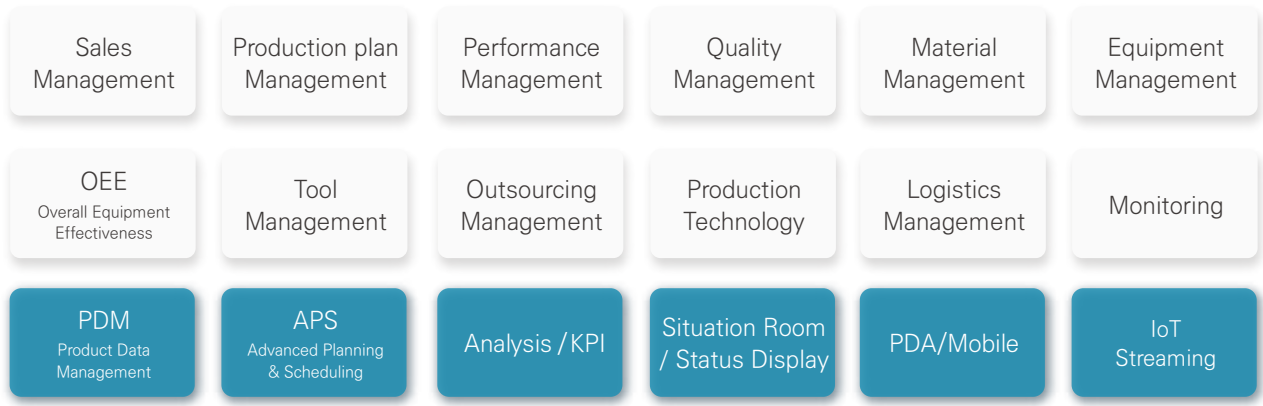 Sales
Management
Production plan
Management
Performance
Management
Quality
Management
Material
Management
Equipment
Management
OEE
Overall Equipment
Effectiveness
Tool
Management
Outsourcing
Management
Production
Technology
Logistics
Management
Monitoring
PDM
Product Data
Management
APS
Advanced Planning
& Scheduling
Analysis / KPI
Situation Room
/ Status Display
PDA/Mobile
IoT
Streaming